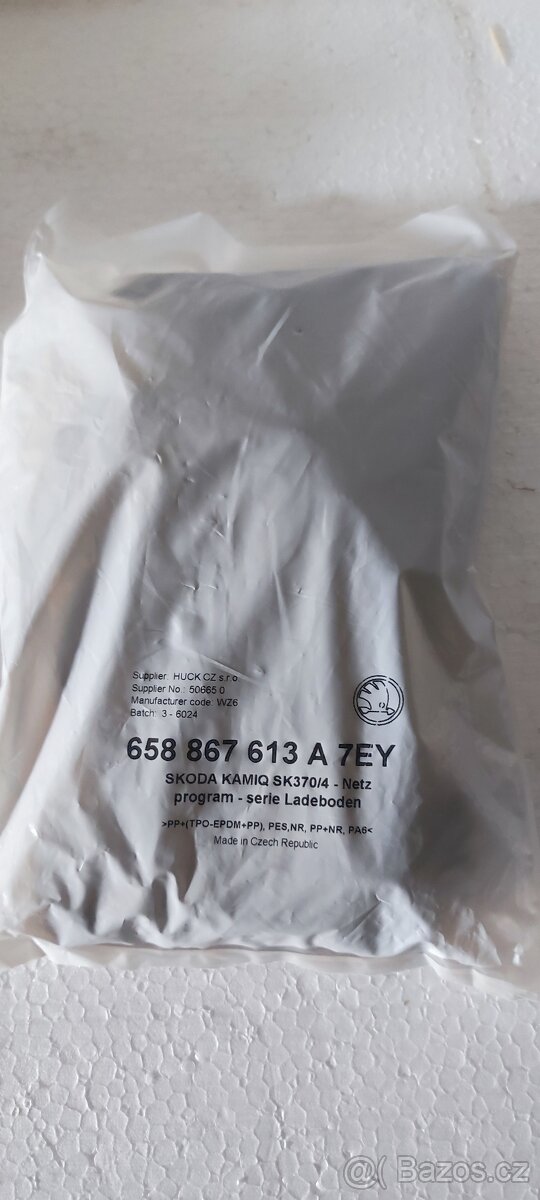 Supplier: HUCK CZ s.r.o.
Supplier No.: 50665 0
Manufacturer code: WZ6
Batch: 3 - 6024
658 867 613 A 7EY
SKODA KAMIQ SK370/4 - Netz
program - serie Ladeboden
>PP+(TPO-EPDM+PP), PES,NR, PP+NR, PA6<
Made in Czech Republic
@( Bazos.cz